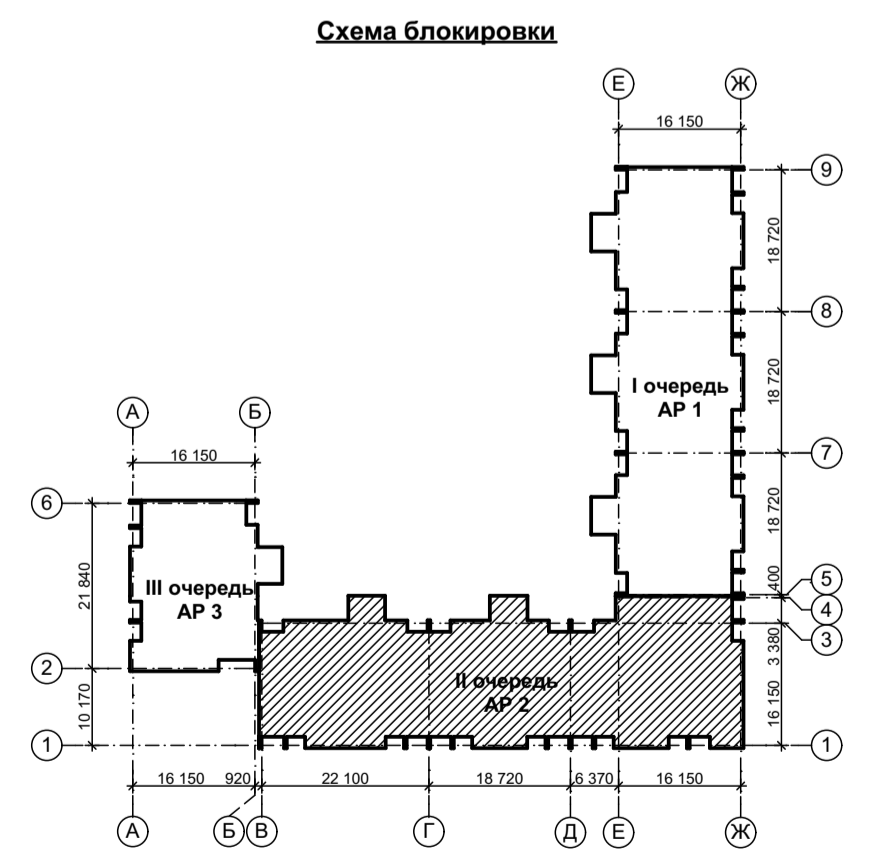 Схема блокировки
Е Ж
16 150
9
18 720
8
18 720
I очередь
АР 1
7
18 720
А Б
16 150
6
21 840
III очередь
АР 3
400
5
4
3
3 380
II очередь
АР 2
2
10 170
16 150
1 1
16 150 920 22 100 18 720 6 370 16 150
А Б В Г Д Е Ж